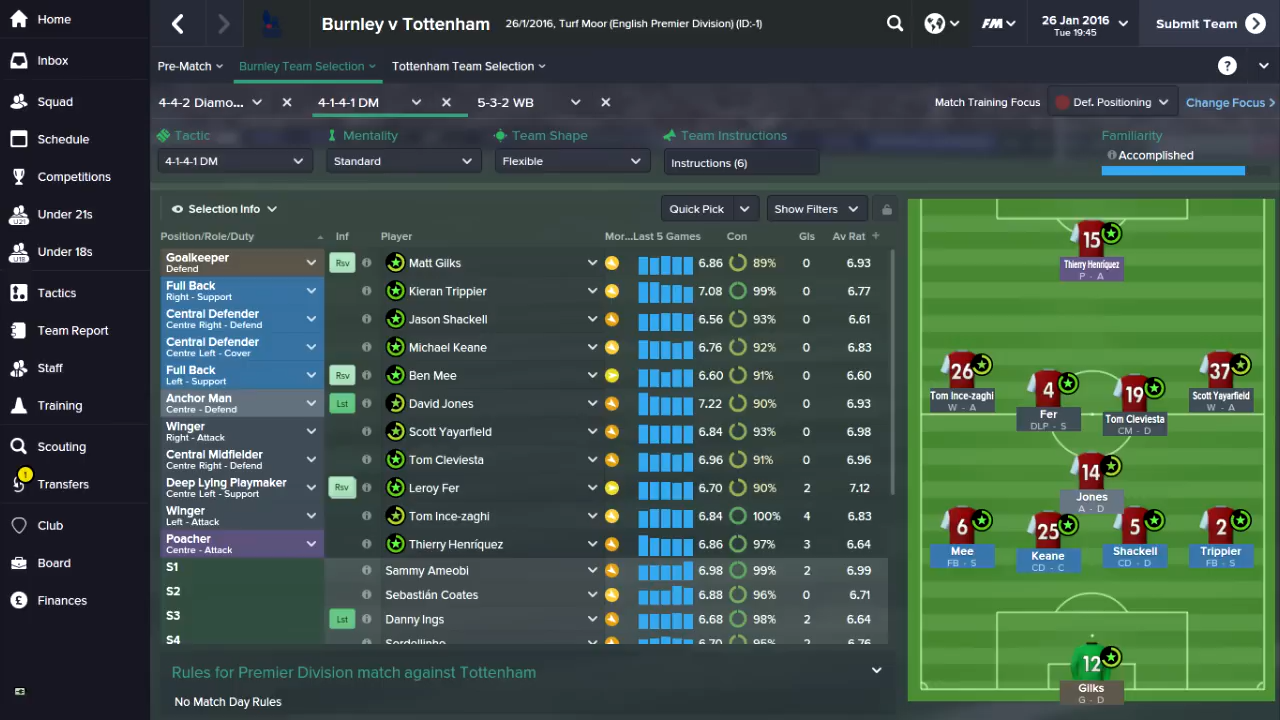 Home
Inbox
Squad
Schedule
Competitions
Under 21s
Under 18s
Tactics
Team Report
Staff
Training
Scouting
1
Transfers
Club
Board
Finances
Burnley v Tottenham
26/1/2016, Turf Moor (English Premier Division) (ID:-1)
FM
26 Jan 2016
Tue 19:45
Submit Team
Pre-Match
Burnley Team Selection
Tottenham Team Selection
?
4-4-2 Diamo...
4-1-4-1 DM
5-3-2 WB
Match Training Focus
Def. Positioning
Change Focus
Tactic
Mentality
Team Shape
Team Instructions
Familiarity
4-1-4-1 DM
Standard
Flexible
Instructions (6)
Accomplished
Selection Info
Quick Pick
Show Filters
Position/Role/Duty Inf Player Mor... Last 5 Games Con Gls Av Rat
Goalkeeper
Defend
Rsv Matt Gilks 6.86 89% 0 6.93
Full Back
Right - Support
Kieran Trippier 7.08 99% 0 6.77
Central Defender
Centre Right - Defend
Jason Shackell 6.56 93% 0 6.61
Central Defender
Centre Left - Cover
Michael Keane 6.76 92% 0 6.83
Full Back
Left - Support
Rsv Ben Mee 6.60 91% 0 6.60
Anchor Man
Centre - Defend
Lst David Jones 7.22 90% 0 6.93
Winger
Right - Attack
Scott Yayarfield 6.84 93% 0 6.98
Central Midfielder
Centre Right - Defend
Tom Cleviesta 6.96 91% 0 6.96
Deep Lying Playmaker
Centre Left - Support
Rsv Leroy Fer 6.70 90% 2 7.12
Winger
Left - Attack
Tom Ince-zaghi 6.84 100% 4 6.83
Poacher
Centre - Attack
Thierry Henríquez 6.86 97% 3 6.64
S1 Sammy Ameobi 6.98 99% 2 6.99
S2 Sebastián Coates 6.88 96% 0 6.71
S3 Lst Danny Ings 6.68 98% 2 6.64
S4 Sordellinho 6.70 95% 2 6.76
Rules for Premier Division match against Tottenham
No Match Day Rules
15
Thierry Henríquez
P - A
26
Tom Ince-zaghi
W - A
4
Fer
DLP - S
19
Tom Cleviesta
CM - D
37
Scott Yayarfield
W - A
14
Jones
A - D
6
Mee
FB - S
25
Keane
CD - C
5
Shackell
CD - D
2
Trippier
FB - S
12
Gilks
G - D